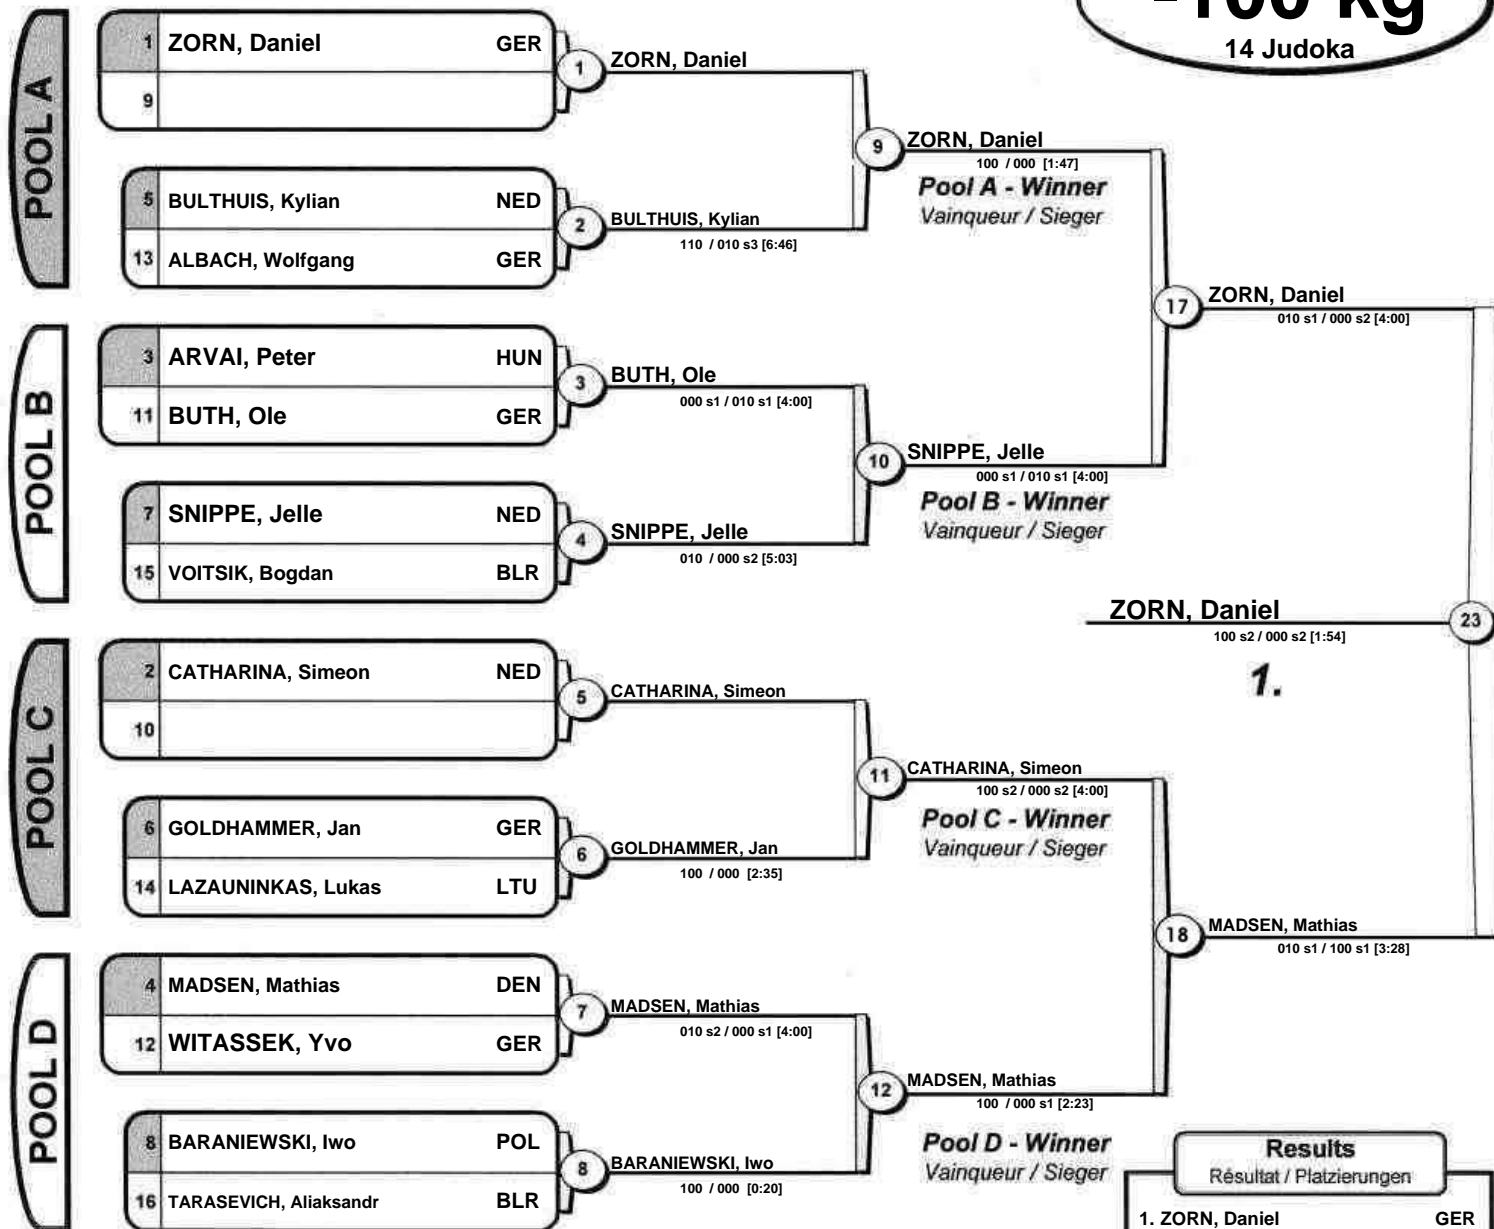 -100 kg
14 Judoka
POOL A
1 ZORN, Daniel GER
9
1 ZORN, Daniel
5 BULTHUIS, Kylian NED
13 ALBACH, Wolfgang GER
2 BULTHUIS, Kylian
110 / 010 s3 [6:46]
9 ZORN, Daniel
100 / 000 [1:47]
Pool A - Winner
Vainqueur / Sieger
POOL B
3 ARVAI, Peter HUN
11 BUTH, Ole GER
3 BUTH, Ole
000 s1 / 010 s1 [4:00]
7 SNIPPE, Jelle NED
15 VOITSIK, Bogdan BLR
4 SNIPPE, Jelle
010 / 000 s2 [5:03]
10 SNIPPE, Jelle
000 s1 / 010 s1 [4:00]
Pool B - Winner
Vainqueur / Sieger
17 ZORN, Daniel
010 s1 / 000 s2 [4:00]
ZORN, Daniel 23
100 s2 / 000 s2 [1:54]
1.
POOL C
2 CATHARINA, Simeon NED
10
5 CATHARINA, Simeon
6 GOLDHAMMER, Jan GER
14 LAZAUNINKAS, Lukas LTU
6 GOLDHAMMER, Jan
100 / 000 [2:35]
11 CATHARINA, Simeon
100 s2 / 000 s2 [4:00]
Pool C - Winner
Vainqueur / Sieger
POOL D
4 MADSEN, Mathias DEN
12 WITASSEK, Yvo GER
7 MADSEN, Mathias
010 s2 / 000 s1 [4:00]
8 BARANIEWSKI, Iwo POL
16 TARASEVICH, Aliaksandr BLR
8 BARANIEWSKI, Iwo
100 / 000 [0:20]
12 MADSEN, Mathias
100 / 000 s1 [2:23]
Pool D - Winner
Vainqueur / Sieger
18 MADSEN, Mathias
010 s1 / 100 s1 [3:28]
Results
Résultat / Platzierungen
1. ZORN, Daniel GER